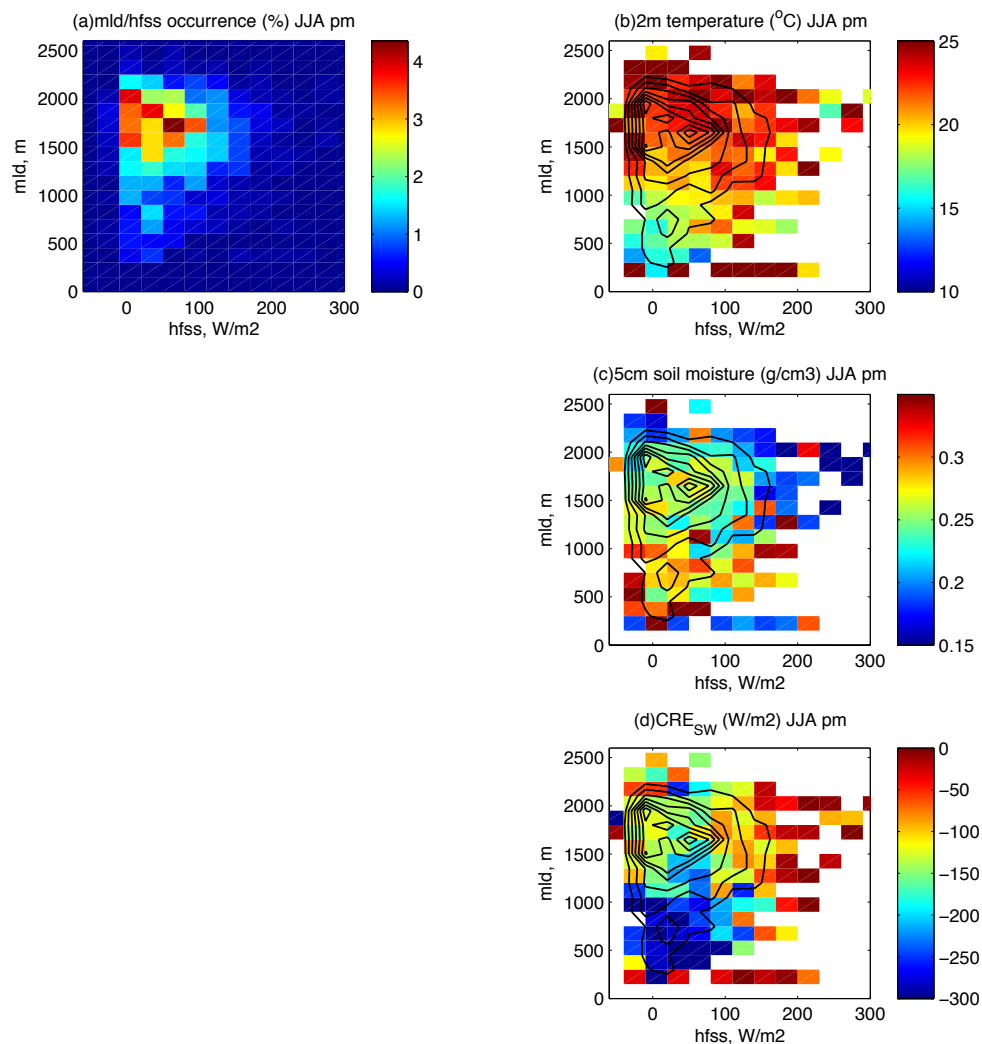 (a)mld/hfss occurrence (%) JJA pm
2500
2000
1500
1000
500
0
mld, m
0 100 200 300
hfss, W/m2
4
3
2
1
0
(b)2m temperature (°C) JJA pm
2500
2000
1500
1000
500
0
mld, m
0 100 200 300
hfss, W/m2
25
20
15
10
(c)5cm soil moisture (g/cm3) JJA pm
2500
2000
1500
1000
500
0
mld, m
0 100 200 300
hfss, W/m2
0.3
0.25
0.2
0.15
(d)CRE_SW (W/m2) JJA pm
2500
2000
1500
1000
500
0
mld, m
0 100 200 300
hfss, W/m2
0
−50
−100
−150
−200
−250
−300